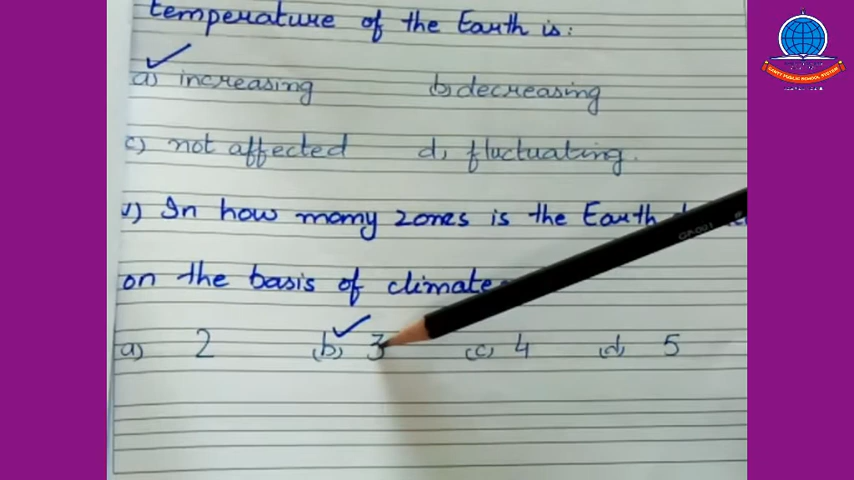 temperature of the Earth is:
a) increasing b) decreasing
c) not affected d) fluctuating.
v) In how many zones is the Earth
on the basis of climate
a) 2 (b) 3 (c) 4 (d) 5